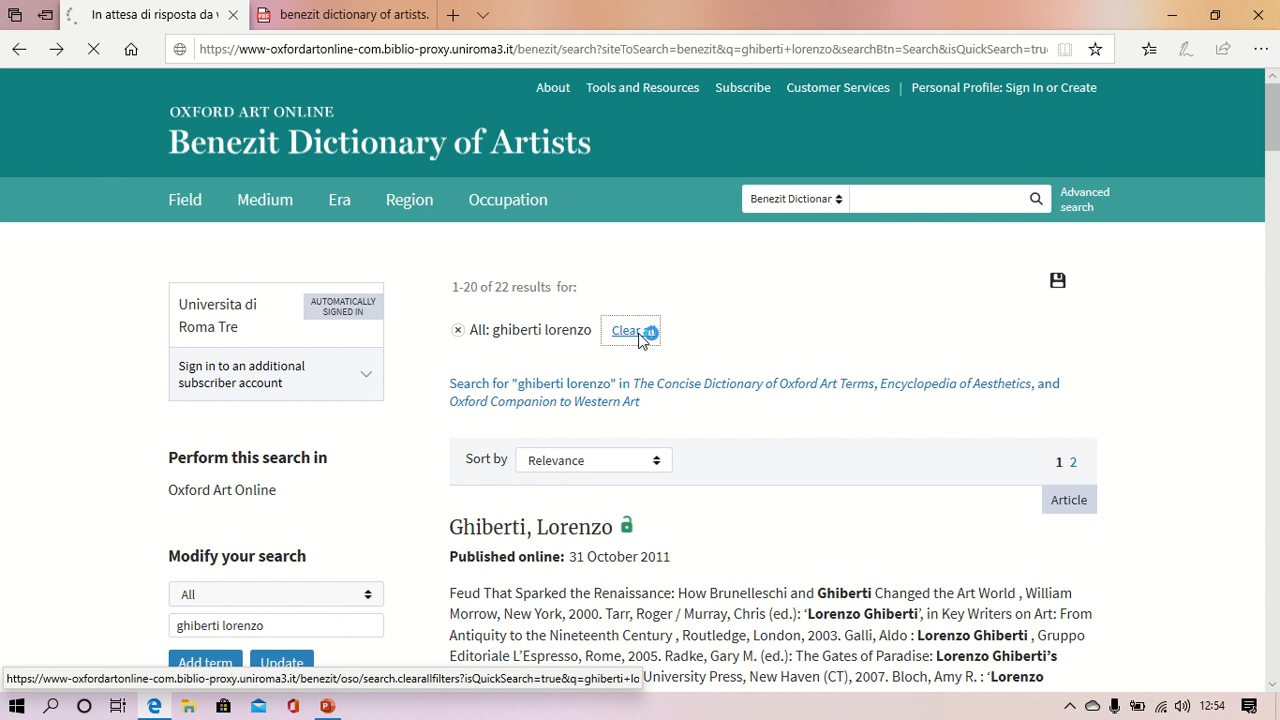 In attesa di risposta da
benezit dictionary of artists.
https://www-oxfordartonline-com.biblio-proxy.uniroma3.it/benezit/search?siteToSearch=benezit&q=ghiberti+lorenzo&searchBtn=Search&isQuickSearch=true
About Tools and Resources Subscribe Customer Services | Personal Profile: Sign In or Create
OXFORD ART ONLINE
Benezit Dictionary of Artists
Field Medium Era Region Occupation
Benezit Dictionar
Advanced
search
1-20 of 22 results for:
Universita di
Roma Tre
AUTOMATICALLY
SIGNED IN
All: ghiberti lorenzo Clear
Sign in to an additional
subscriber account
Search for "ghiberti lorenzo" in The Concise Dictionary of Oxford Art Terms, Encyclopedia of Aesthetics, and
Oxford Companion to Western Art
Perform this search in
Oxford Art Online
Sort by Relevance 1 2
Article
Ghiberti, Lorenzo
Published online: 31 October 2011
Modify your search
All
ghiberti lorenzo
Add term Update
Feud That Sparked the Renaissance: How Brunelleschi and Ghiberti Changed the Art World , William
Morrow, New York, 2000. Tarr, Roger / Murray, Chris (ed.): ‘Lorenzo Ghiberti’, in Key Writers on Art: From
Antiquity to the Nineteenth Century , Routledge, London, 2003. Galli, Aldo : Lorenzo Ghiberti , Gruppo
Editoriale L’Espresso, Rome, 2005. Radke, Gary M. (ed.): The Gates of Paradise: Lorenzo Ghiberti’s
University Press, New Haven (CT), 2007. Bloch, Amy R. : ‘Lorenzo
https://www-oxfordartonline-com.biblio-proxy.uniroma3.it/benezit/oso/search.clearallfilters?isQuickSearch=true&q=ghiberti+lo
12:54